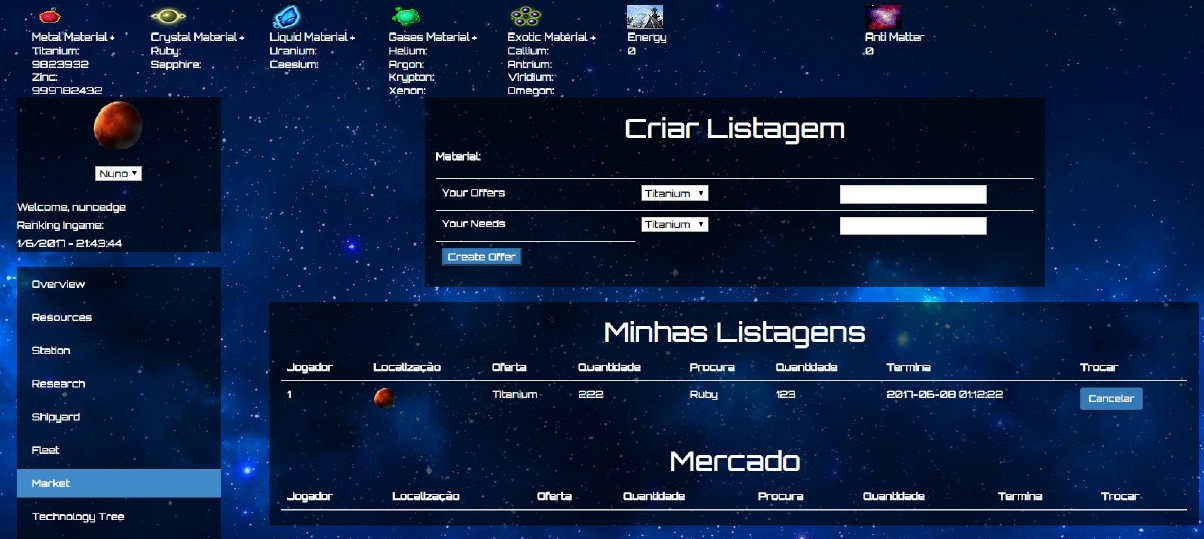 Metal Material + Crystal Material + Liquid Material + Gases Material + Exotic Material + Energy Anti Matter
Titanium: Ruby: Uranium: Helium: Callium: 0 0
9823932 Sapphire: Caesium: Argon: Antrium:
Zinc: Krypton: Viridium:
999782432 Xenon: Omegon:
Nuno
Welcome, nunoedge
Ranking Ingame:
1/6/2017 - 21:43:44
Overview
Resources
Station
Research
Shipyard
Fleet
Market
Technology Tree
Criar Listagem
Material:
Your Offers Titanium
Your Needs Titanium
Create Offer
Minhas Listagens
Jogador Localização Oferta Quantidade Procura Quantidade Termina Trocar
1 Titanium 222 Ruby 123 2017-06-08 01:12:22 Cancelar
Mercado
Jogador Localização Oferta Quantidade Procura Quantidade Termina Trocar